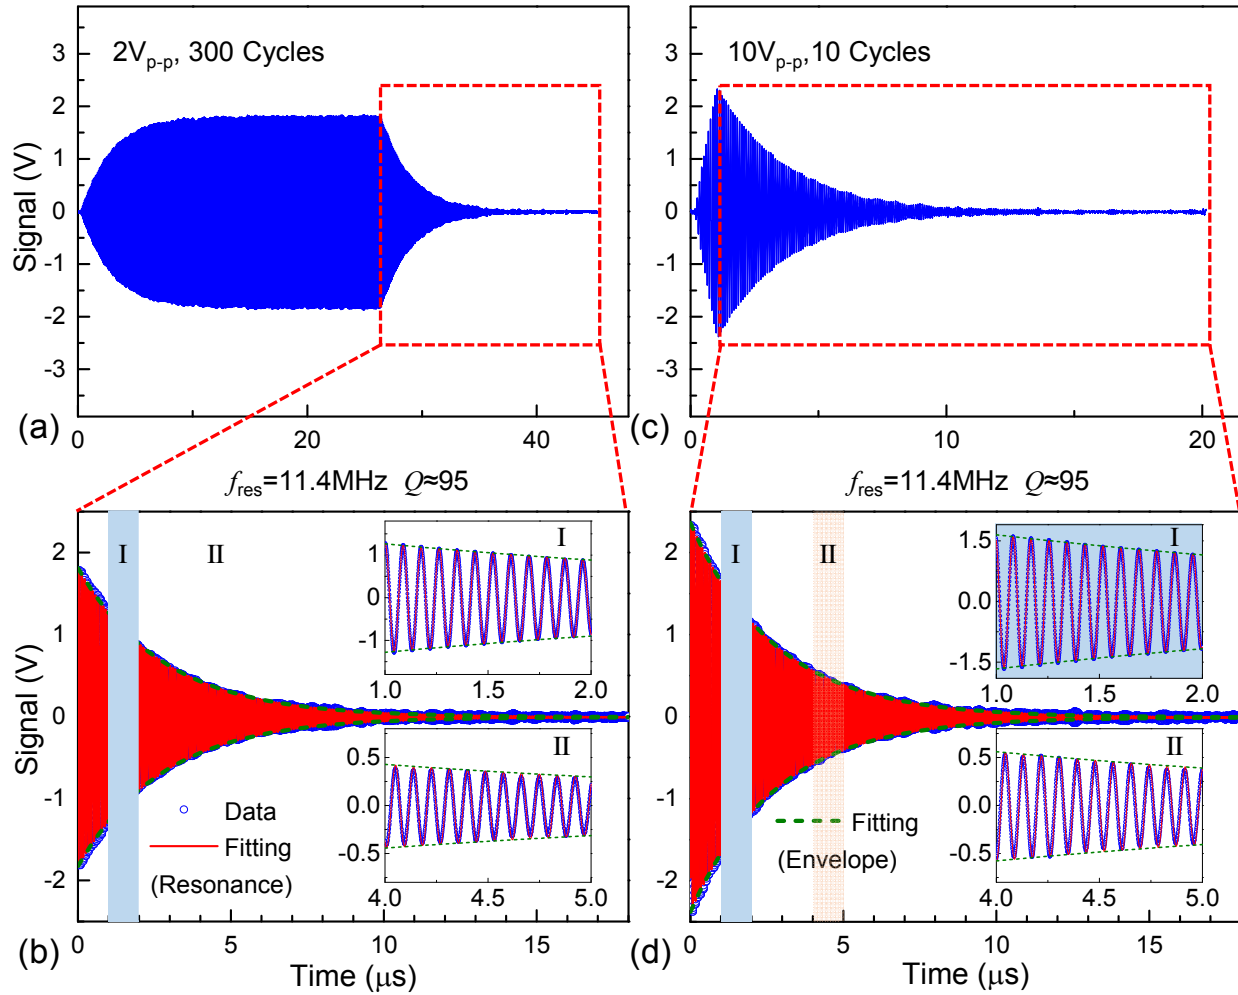 2Vp-p, 300 Cycles
Signal (V)
3
2
1
0
-1
-2
-3
0
20
40
(a)
10Vp-p,10 Cycles
3
2
1
0
-1
-2
-3
0
10
20
(c)
fres=11.4MHz Q≈95
I
II
Signal (V)
2
1
0
-1
-2
0
5
10
15
Time (μs)
(b)
I
1
0
-1
1.0
1.5
2.0
II
0.5
0.0
-0.5
4.0
4.5
5.0
Data
Fitting
(Resonance)
fres=11.4MHz Q≈95
I
II
2
1
0
-1
-2
0
5
10
15
Time (μs)
(d)
I
1.5
0.0
-1.5
1.0
1.5
2.0
II
0.5
0.0
-0.5
4.0
4.5
5.0
Fitting
(Envelope)